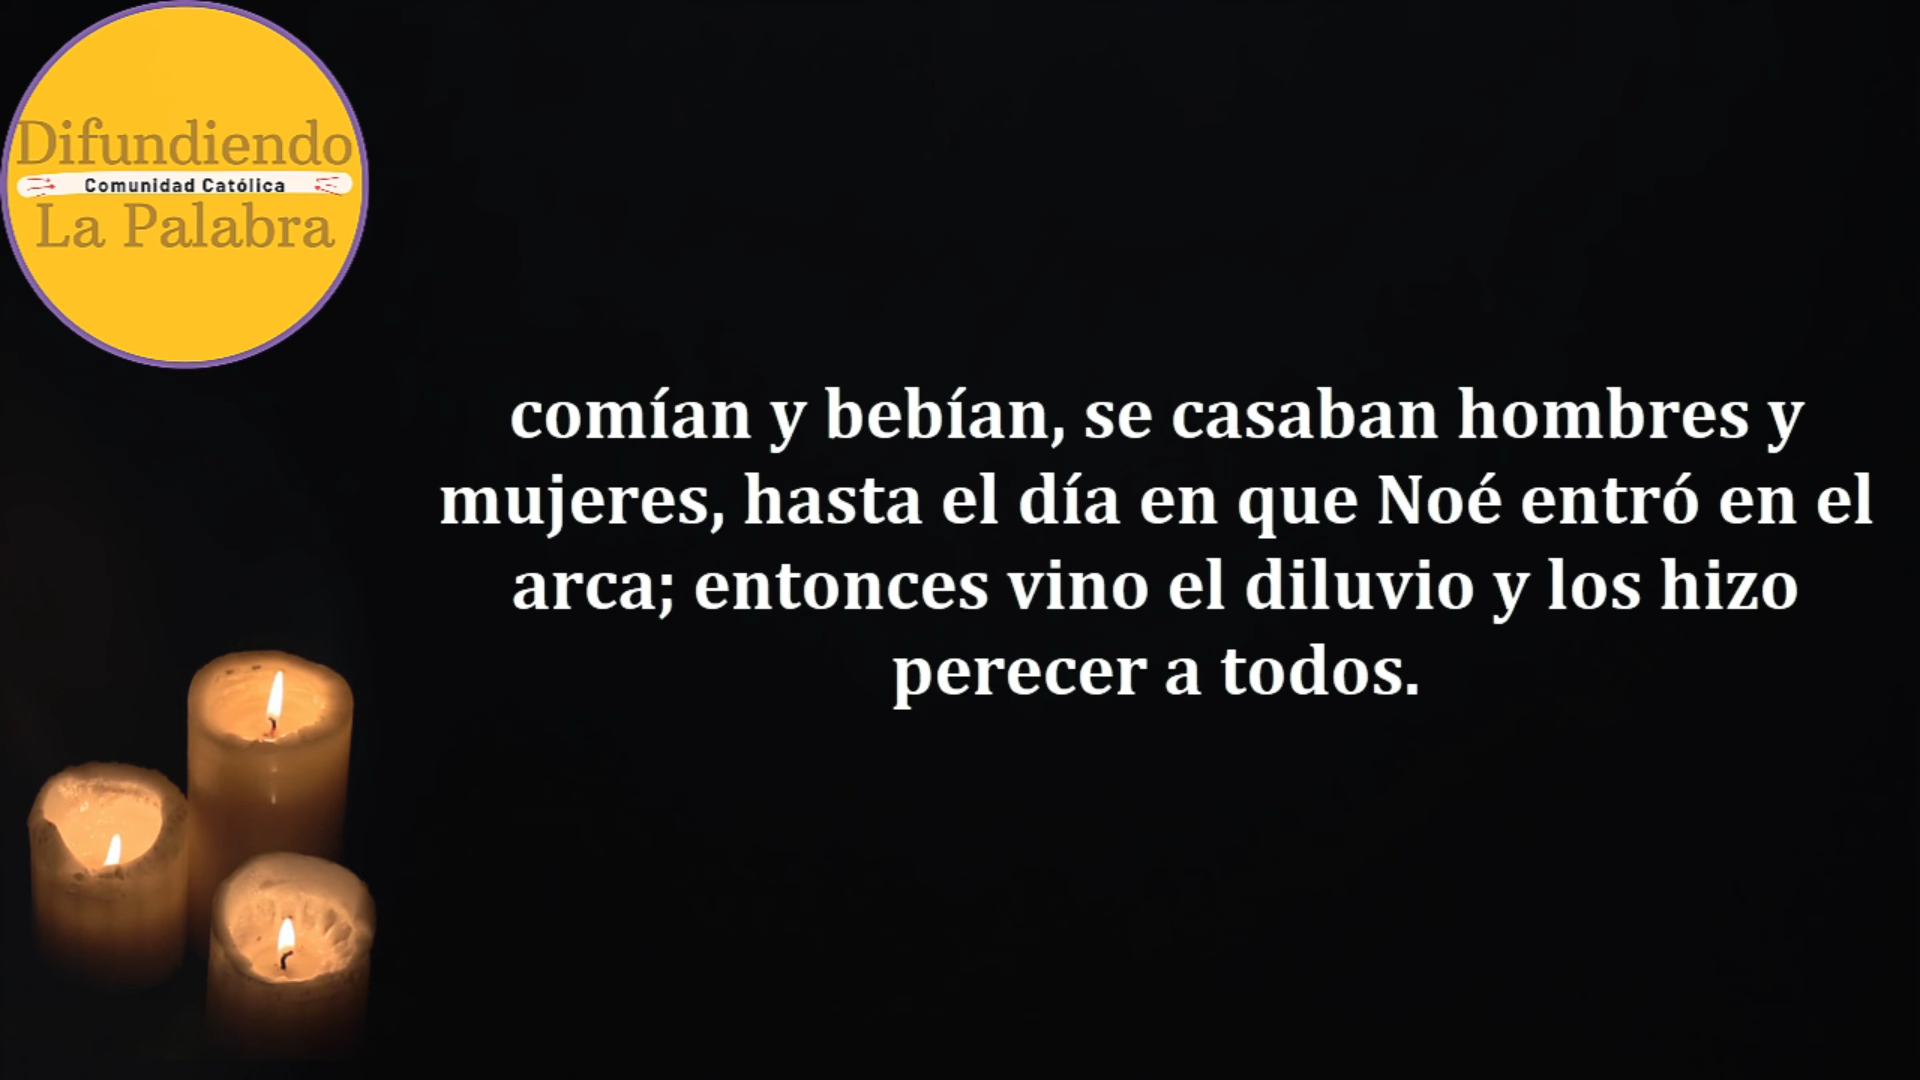 Difundiendo
Comunidad Católica
La Palabra
comían y bebían, se casaban hombres y
mujeres, hasta el día en que Noé entró en el
arca; entonces vino el diluvio y los hizo
perecer a todos.